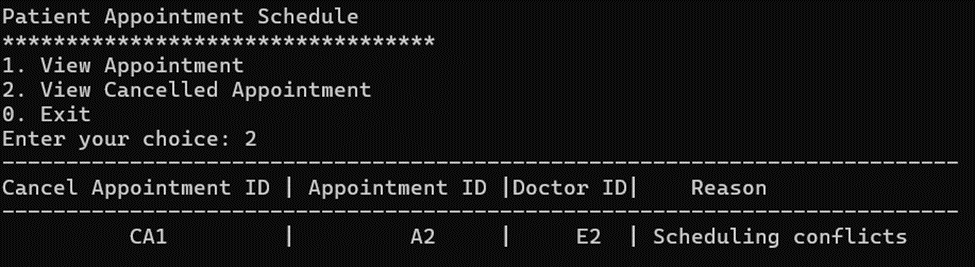 Patient Appointment Schedule
**********************************
1. View Appointment
2. View Cancelled Appointment
0. Exit
Enter your choice: 2
---------------------------------------------------------------------------
Cancel Appointment ID | Appointment ID |Doctor ID|    Reason
---------------------------------------------------------------------------
          CA1         |         A2     |     E2  | Scheduling conflicts